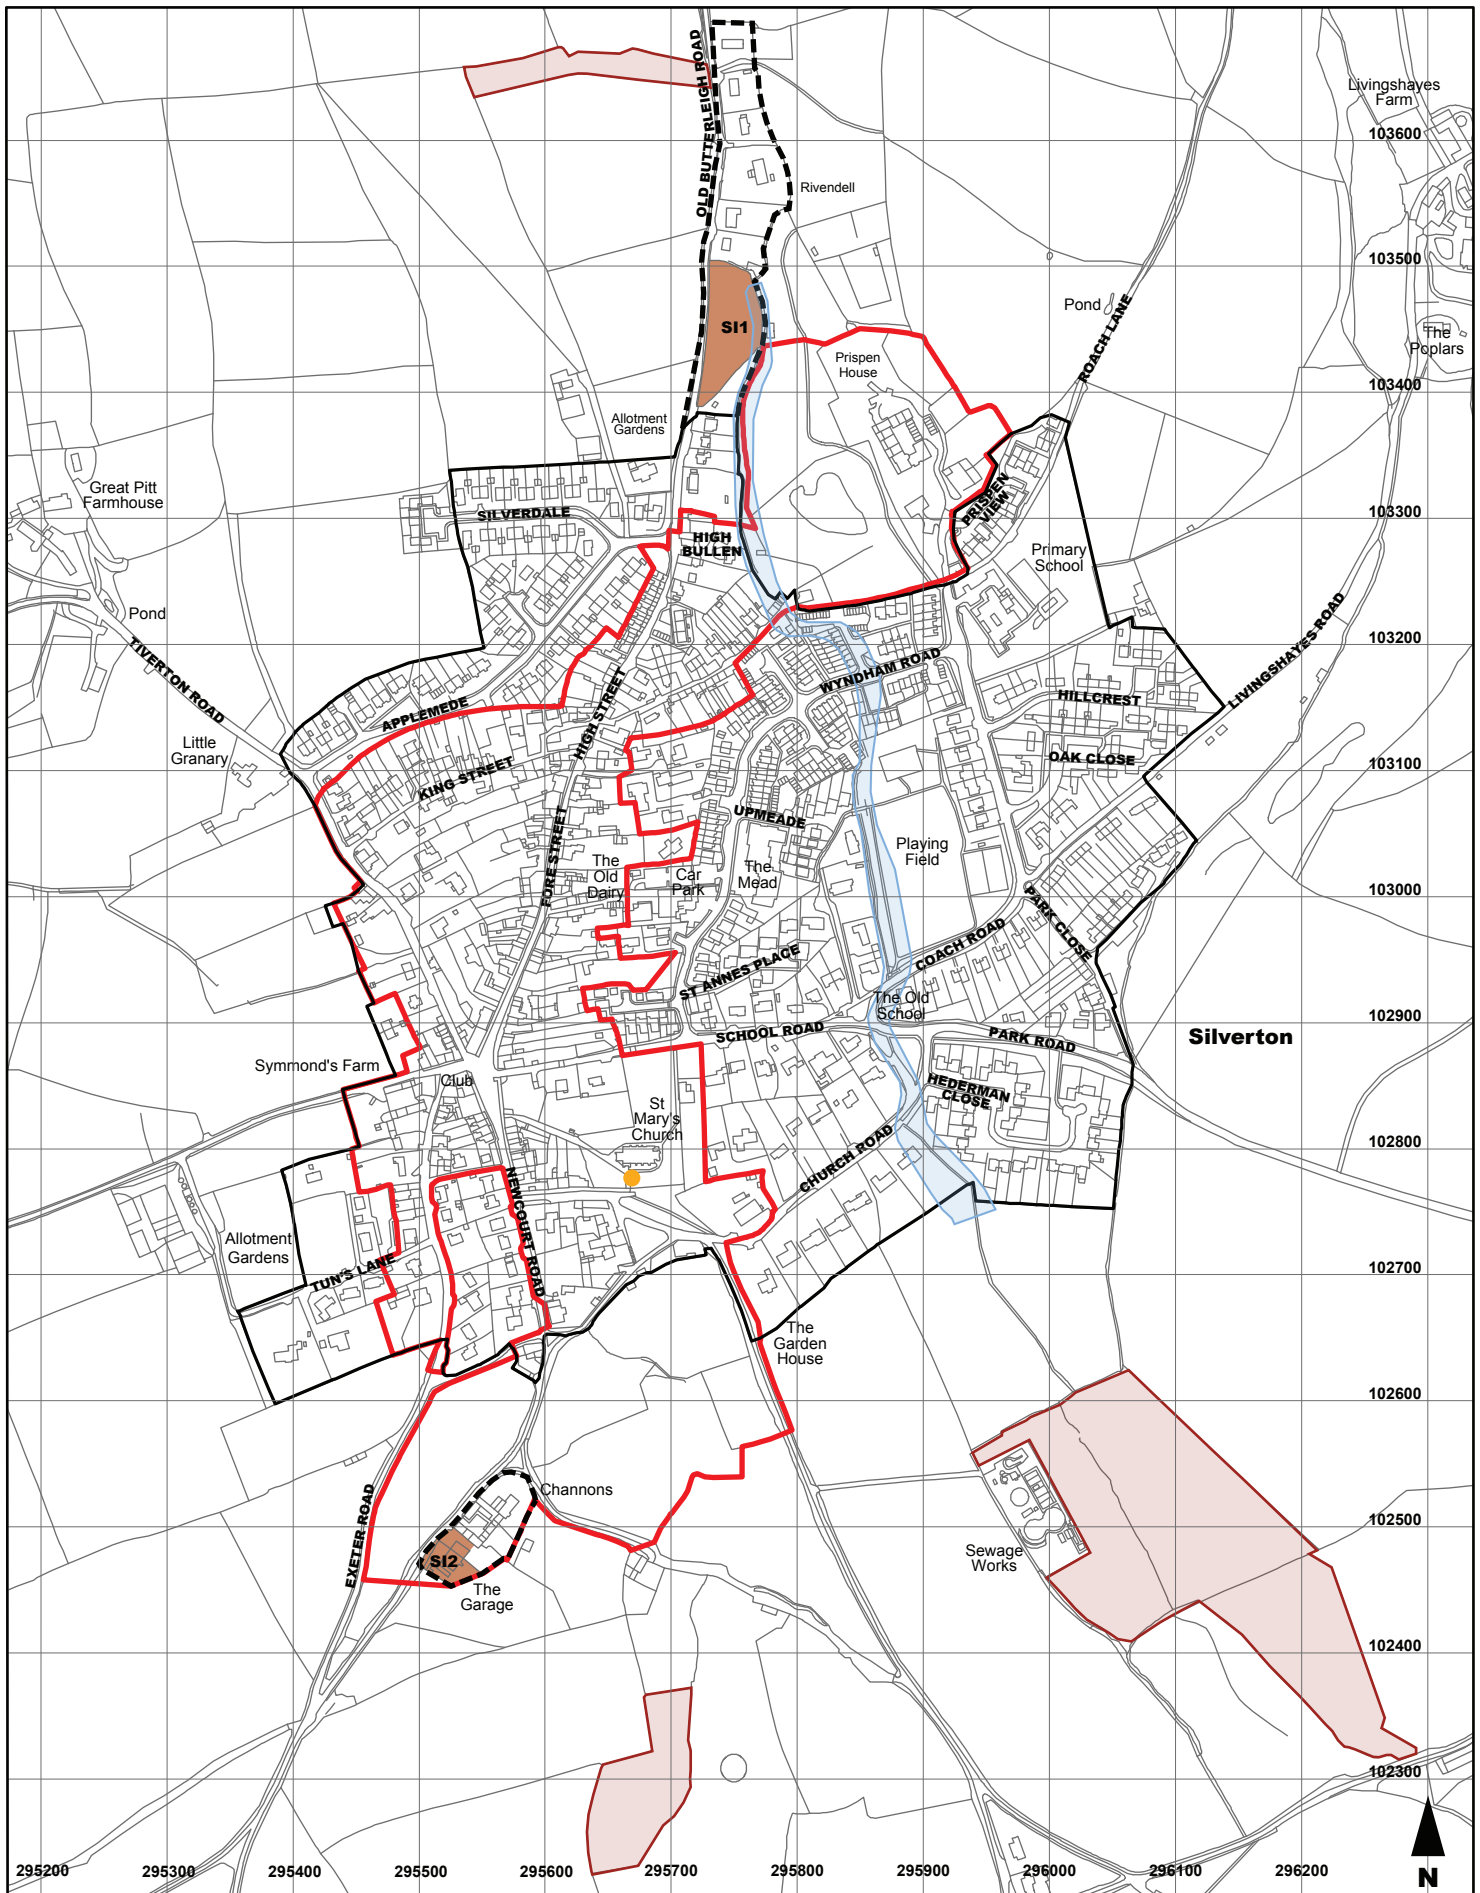 OLD BUTTERLEIGH ROAD
Livingshayes
Farm
103600
Rivendell
103500
SI1
Pond
ROACH LANE
The
Poplars
Prispen
House
103400
Allotment
Gardens
Great Pitt
Farmhouse
SILVERDALE
PRISPEN
VIEW
103300
HIGH
BULLEN
Primary
School
Pond
TIVERTON ROAD
103200
LIVINGSHAYES ROAD
WYNDHAM ROAD
HILLCREST
APPLEMEDE
HIGH STREET
Little
Granary
OAK CLOSE
103100
KING STREET
UPMEADE
FORE STREET
Playing
Field
The
Old
Dairy
Car
Park
The
Mead
103000
PARK CLOSE
COACH ROAD
ST ANNES PLACE
The Old
School
102900
SCHOOL ROAD
PARK ROAD
Silverton
Symmond's Farm
Club
HEDERMAN
CLOSE
St
Mary's
Church
102800
CHURCH ROAD
NEWCOURT ROAD
Allotment
Gardens
TUN'S LANE
102700
The
Garden
House
102600
Channons
EXETER ROAD
102500
SI2
Sewage
Works
The
Garage
102400
102300
295200
295300
295400
295500
295600
295700
295800
295900
296000
296100
296200
N